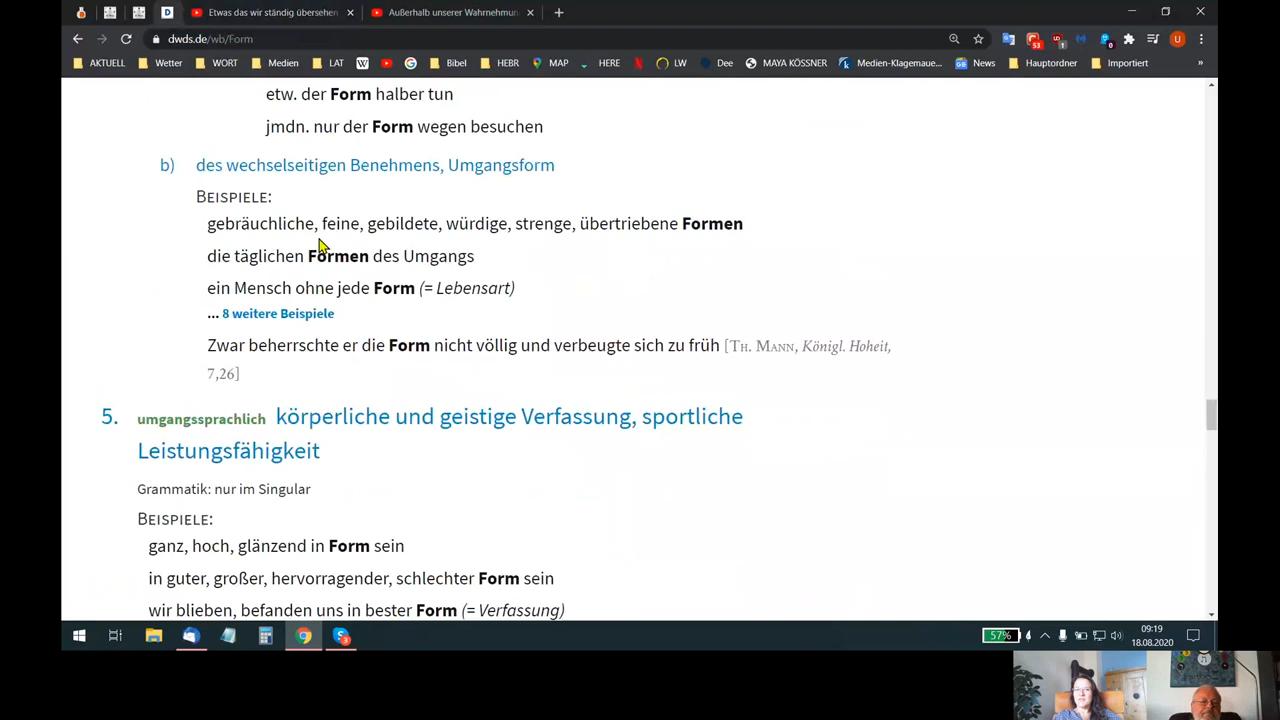 Etwas das wir ständig übersehen
Außerhalb unserer Wahrnehmun
dwds.de/wb/Form
AKTUELL Wetter WORT Medien LAT Bibel HEBR MAP HERE LW Dee MAYA KÖSSNER Medien-Klagemaue... News Hauptordner Importiert
etw. der Form halber tun
jmdn. nur der Form wegen besuchen
b) des wechselseitigen Benehmens, Umgangsform
BEISPIELE:
gebräuchliche, feine, gebildete, würdige, strenge, übertriebene Formen
die täglichen Formen des Umgangs
ein Mensch ohne jede Form (= Lebensart)
... 8 weitere Beispiele
Zwar beherrschte er die Form nicht völlig und verbeugte sich zu früh [TH. MANN, Königl. Hoheit,
7,26]
5. umgangssprachlich körperliche und geistige Verfassung, sportliche
Leistungsfähigkeit
Grammatik: nur im Singular
BEISPIELE:
ganz, hoch, glänzend in Form sein
in guter, großer, hervorragender, schlechter Form sein
wir blieben, befanden uns in bester Form (= Verfassung)
57%
09:19
18.08.2020